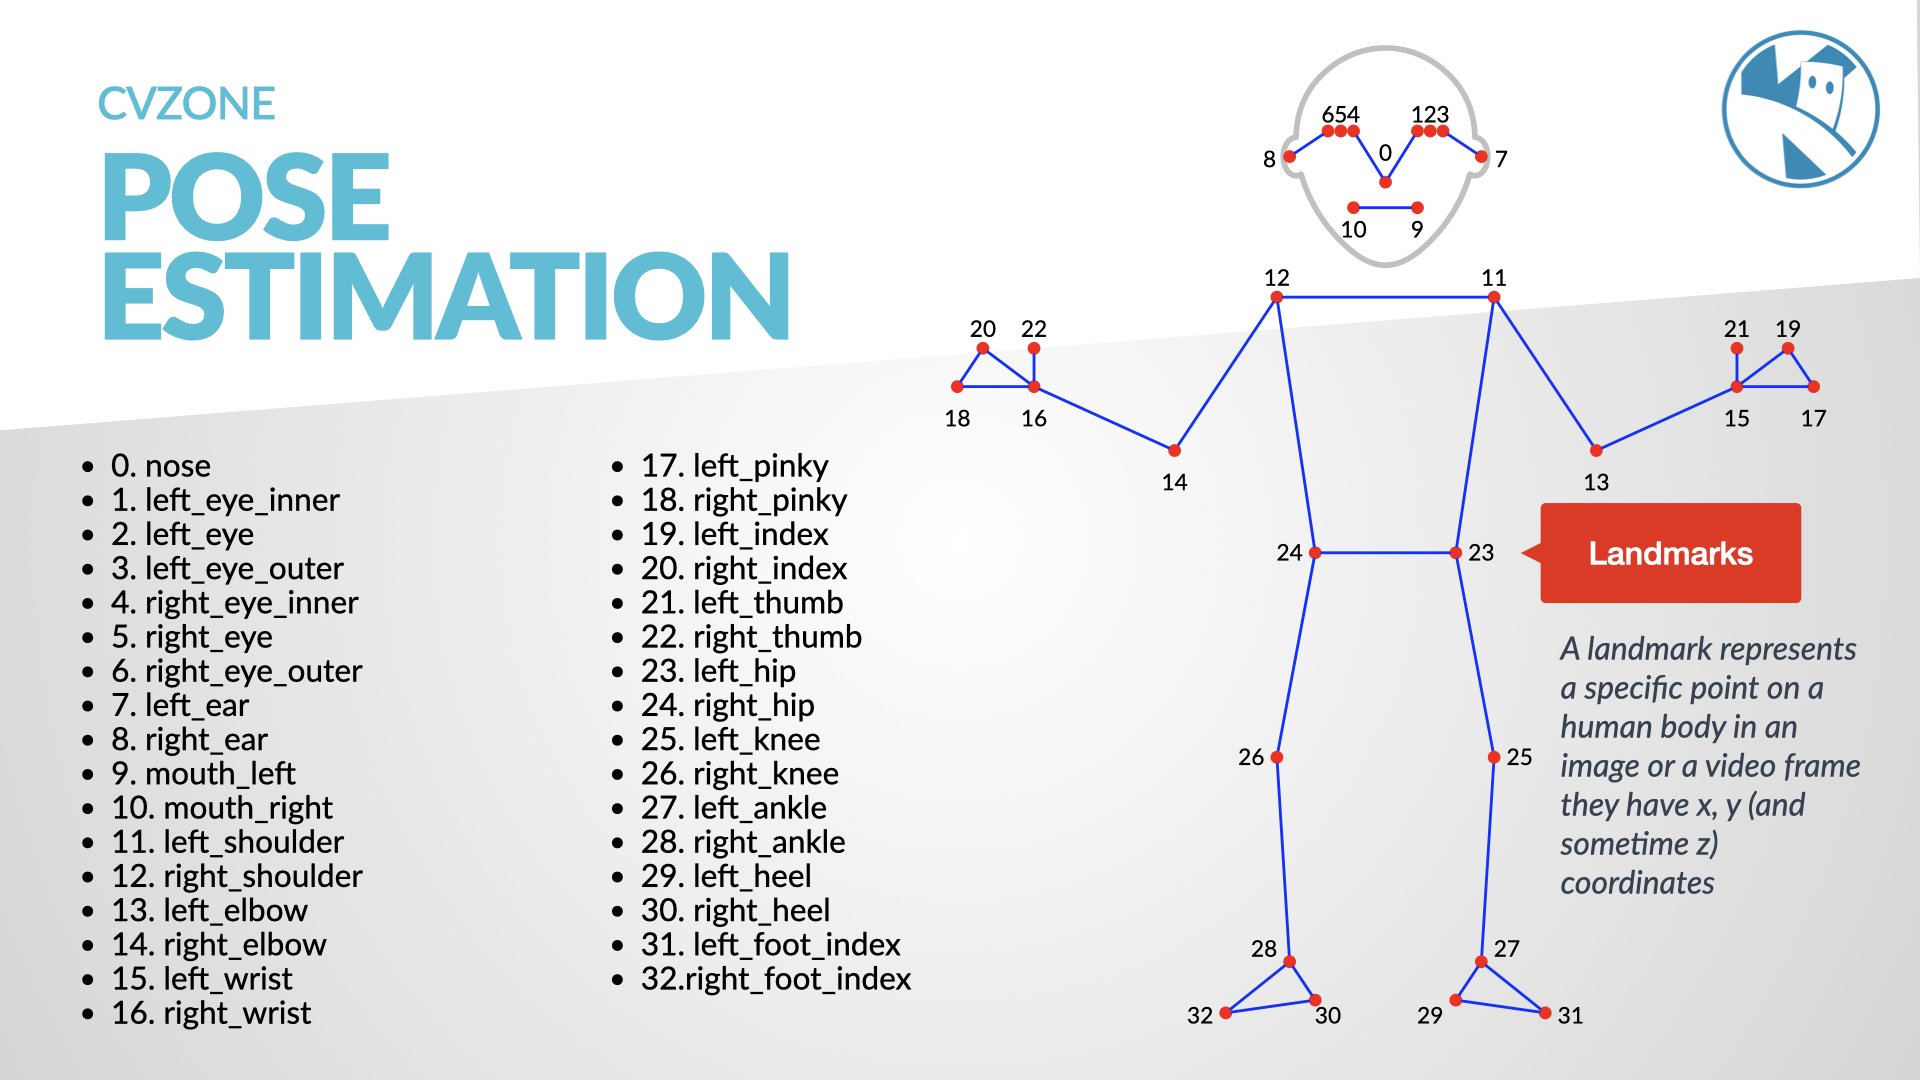 CVZONE
POSE
ESTIMATION
• 0. nose
• 1. left_eye_inner
• 2. left_eye
• 3. left_eye_outer
• 4. right_eye_inner
• 5. right_eye
• 6. right_eye_outer
• 7. left_ear
• 8. right_ear
• 9. mouth_left
• 10. mouth_right
• 11. left_shoulder
• 12. right_shoulder
• 13. left_elbow
• 14. right_elbow
• 15. left_wrist
• 16. right_wrist
• 17. left_pinky
• 18. right_pinky
• 19. left_index
• 20. right_index
• 21. left_thumb
• 22. right_thumb
• 23. left_hip
• 24. right_hip
• 25. left_knee
• 26. right_knee
• 27. left_ankle
• 28. right_ankle
• 29. left_heel
• 30. right_heel
• 31. left_foot_index
• 32.right_foot_index
654 123
0
8 7
10 9
12 11
20 22 21 19
18 16 15 17
14 13
24 23
26 25
28 27
32 30 29 31
Landmarks
A landmark represents
a specific point on a
human body in an
image or a video frame
they have x, y (and
sometime z)
coordinates